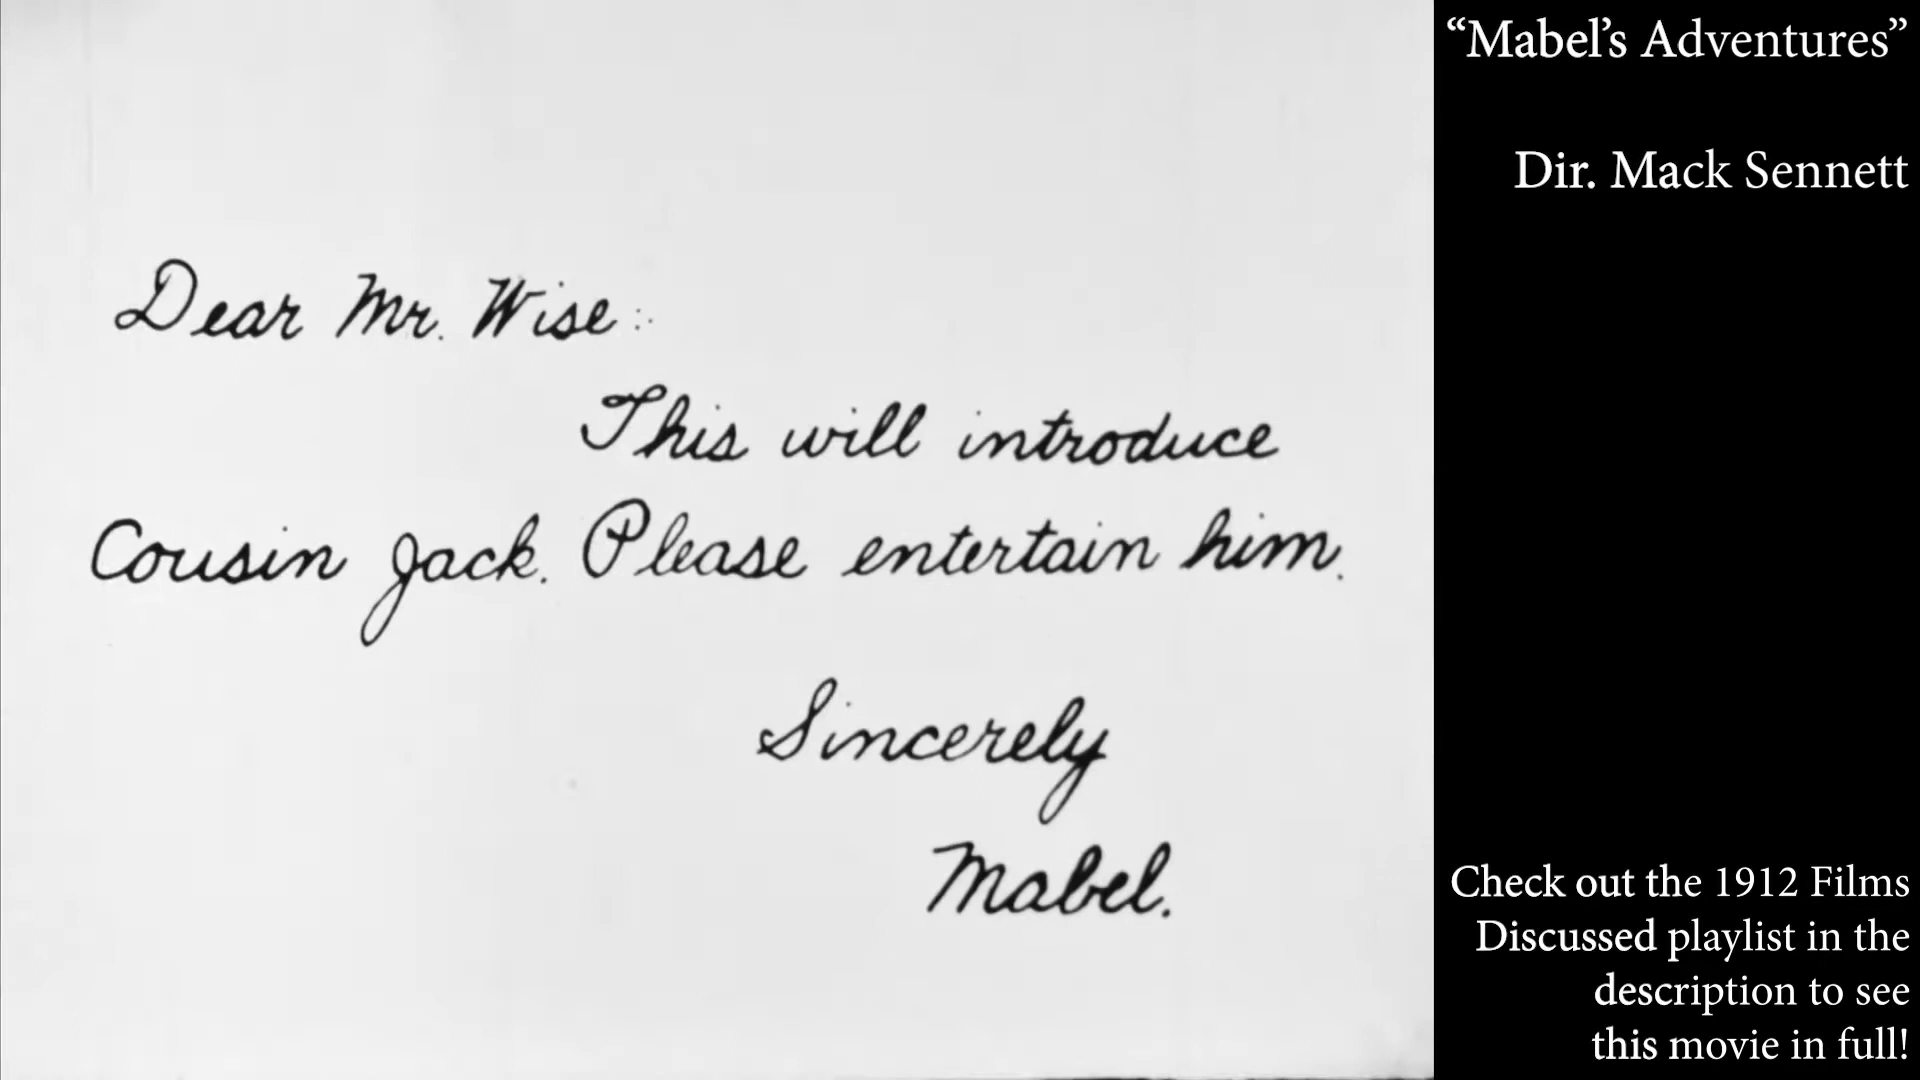 Dear Mr. Wise:
This will introduce
Cousin Jack. Please entertain him.
Sincerely
Mabel.
“Mabel’s Adventures”
Dir. Mack Sennett
Check out the 1912 Films
Discussed playlist in the
description to see
this movie in full!